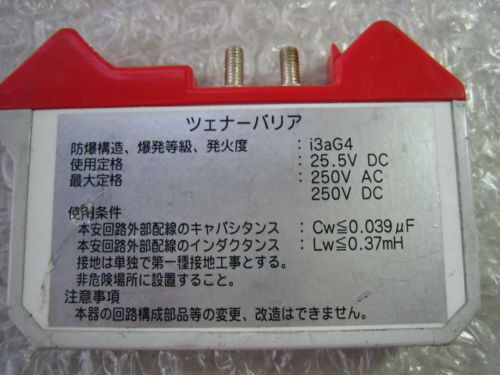 ツェナーバリア
防爆構造、爆発等級、発火度 : i3aG4
使用定格 : 25.5V DC
最大定格 : 250V AC
250V DC
使用条件
本安回路外部配線のキャパシタンス : Cw≦0.039μF
本安回路外部配線のインダクタンス : Lw≦0.37mH
接地は単独で第一種接地工事とする。
非危険場所に設置すること。
注意事項
本器の回路構成部品等の変更、改造はできません。